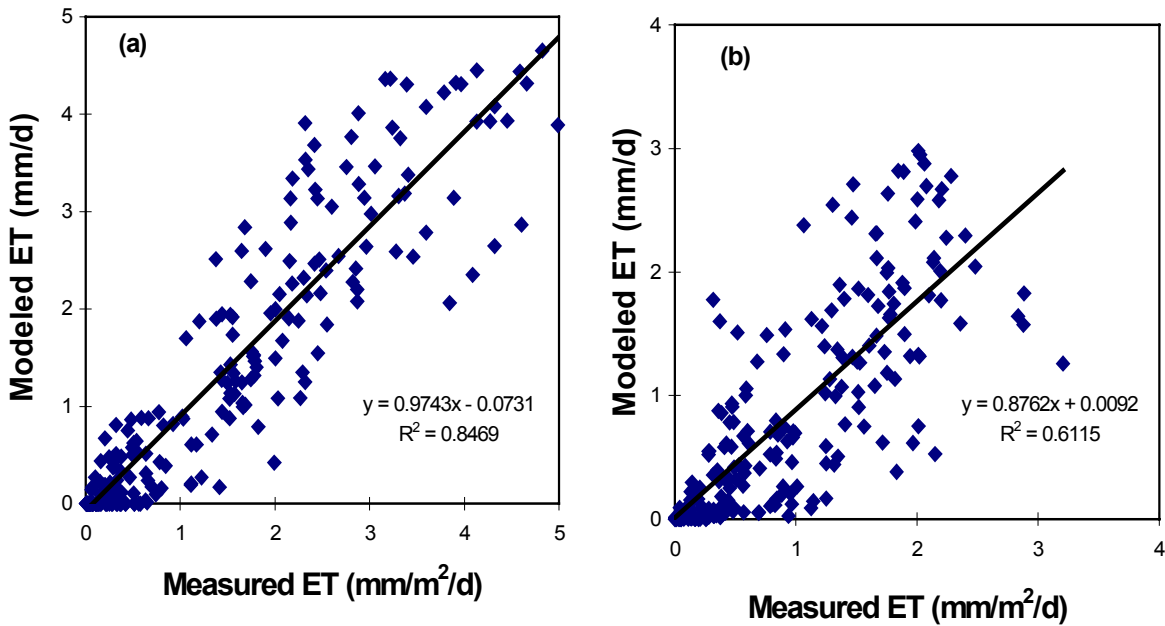 (a)
Modeled ET (mm/d)
5
4
3
2
1
0
y = 0.9743x - 0.0731
R² = 0.8469
0 1 2 3 4 5
Measured ET (mm/m²/d)
(b)
Modeled ET (mm/d)
4
3
2
1
0
y = 0.8762x + 0.0092
R² = 0.6115
0 1 2 3 4
Measured ET (mm/m²/d)